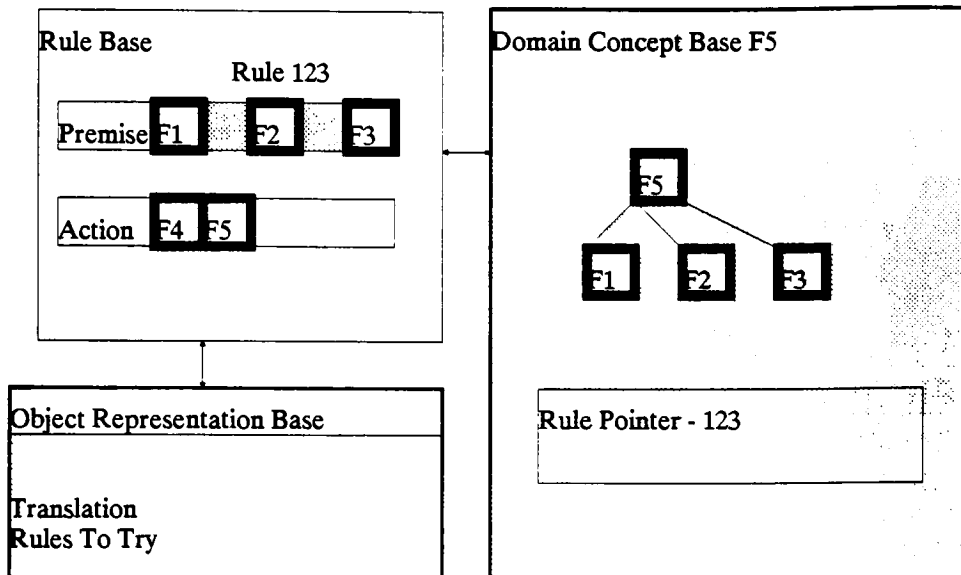 Rule Base
Rule 123
Premise F1 F2 F3
Action F4 F5
Object Representation Base
Translation
Rules To Try
Domain Concept Base F5
F5
F1 F2 F3
Rule Pointer - 123